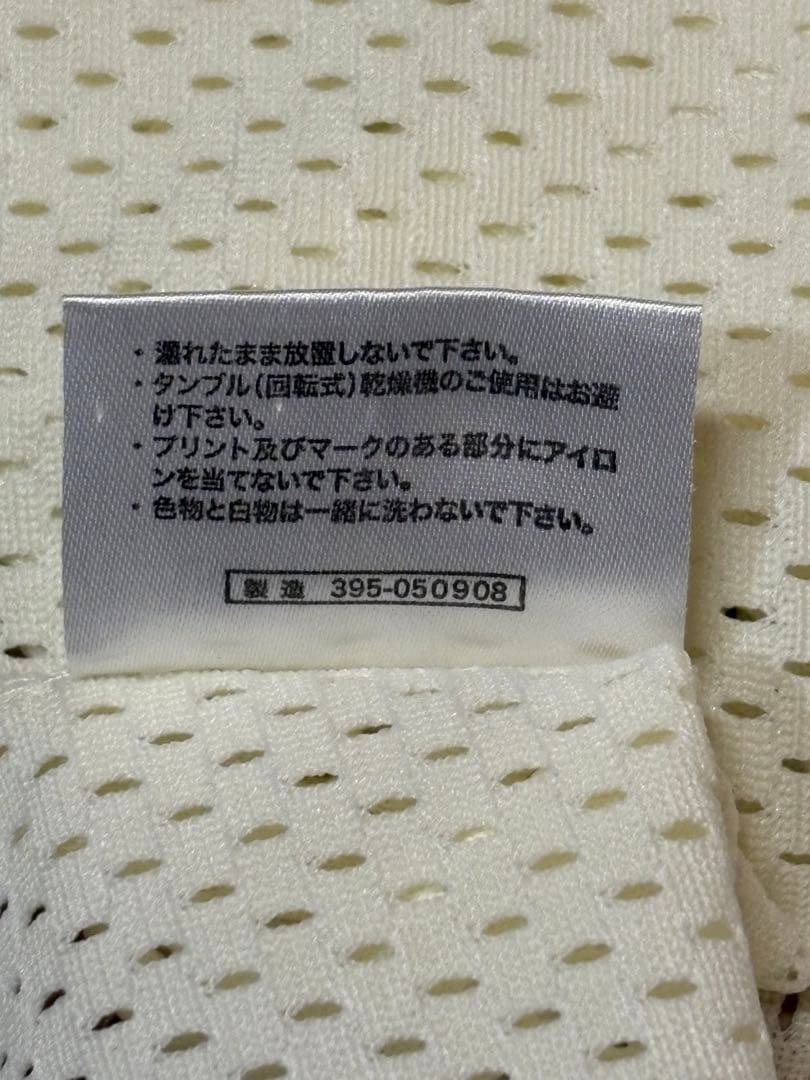 ・濡れたまま放置しないで下さい。
・タンブル(回転式)乾燥機のご使用はお避
け下さい。
・プリント及びマークのある部分にアイロ
ンを当てないで下さい。
・色物と白物は一緒に洗わないで下さい。
製造 395-050908